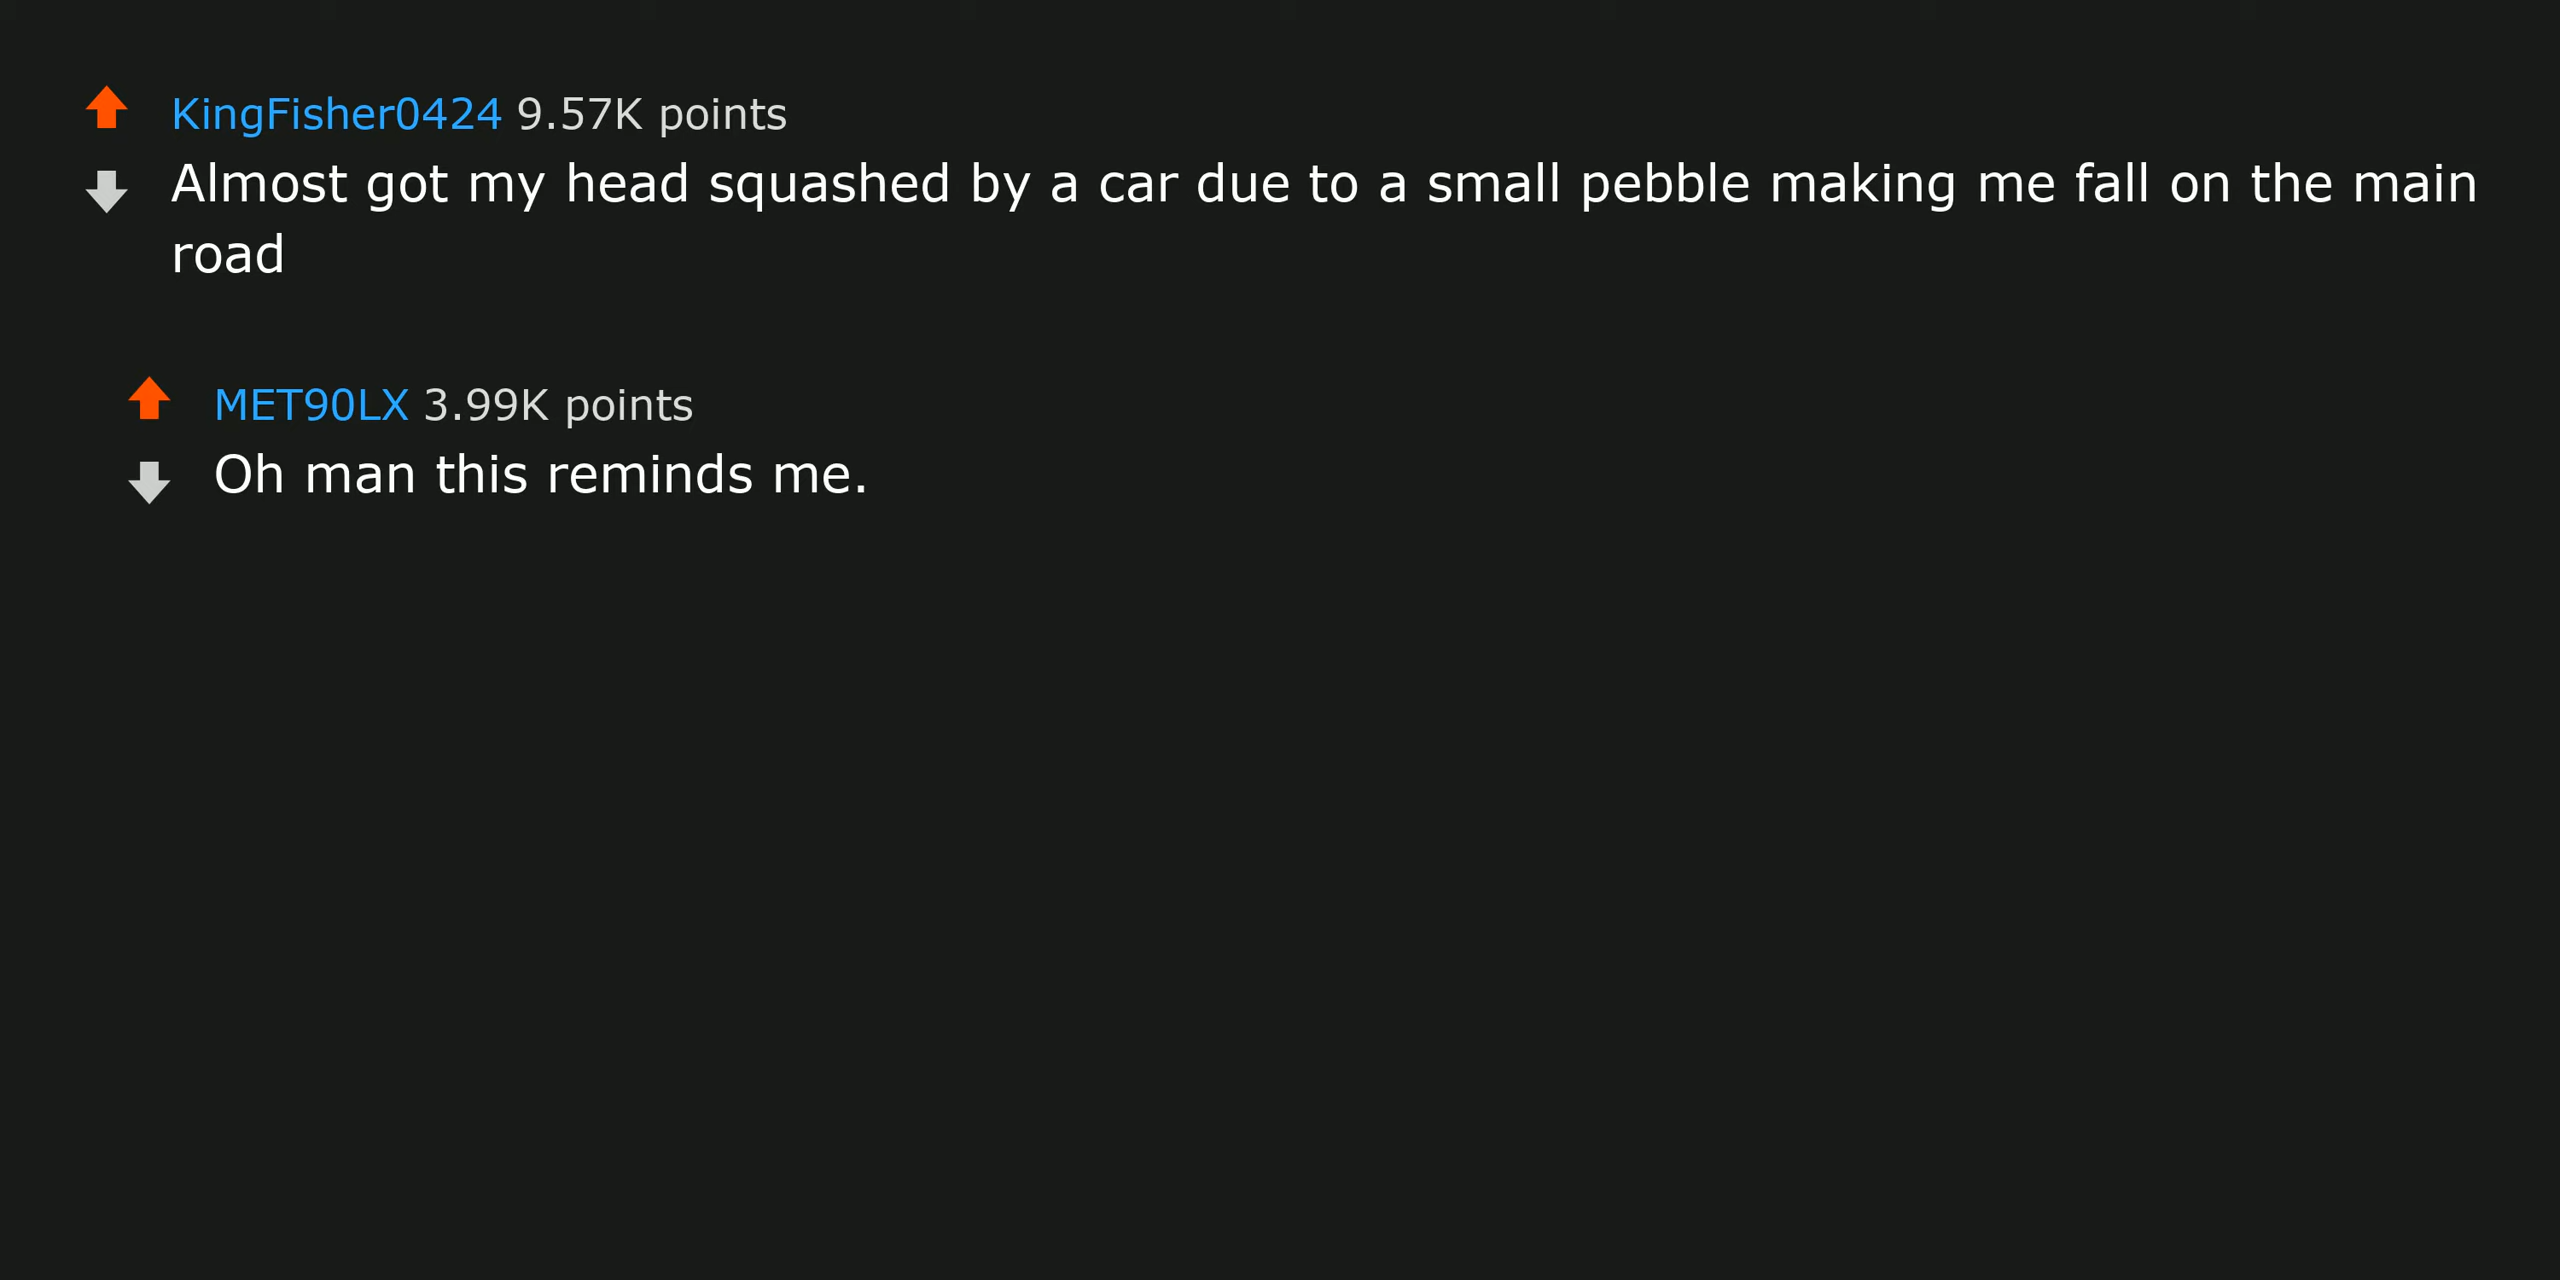 KingFisher0424 9.57K points
Almost got my head squashed by a car due to a small pebble making me fall on the main
road
MET90LX 3.99K points
Oh man this reminds me.